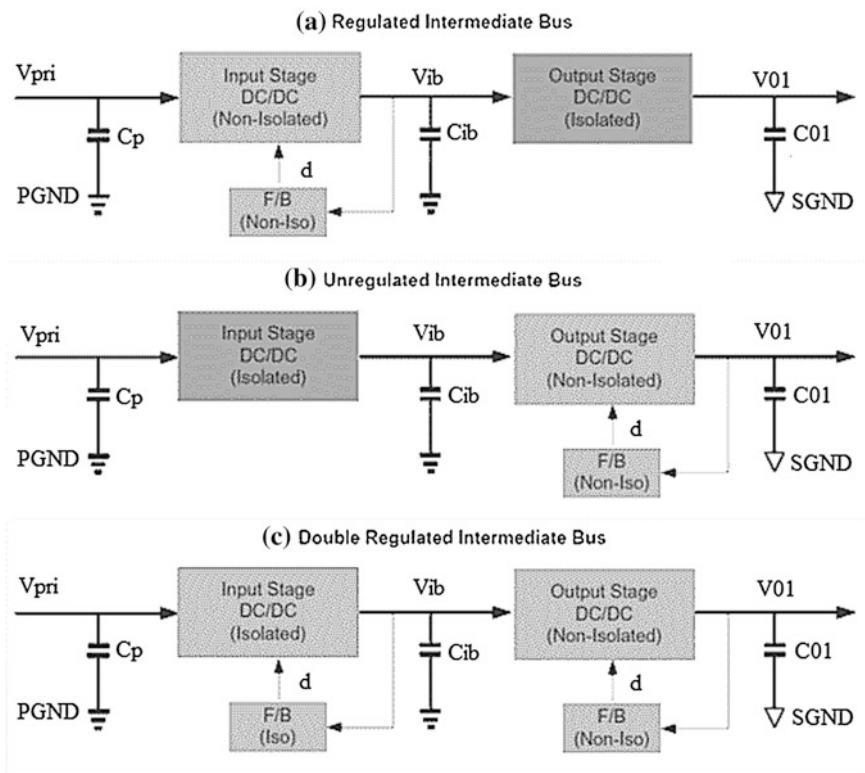 (a) Regulated Intermediate Bus
Vpri
Input Stage
DC/DC
(Non-Isolated)
Vib
Output Stage
DC/DC
(Isolated)
V01
Cp
Cib
C01
d
PGND
F/B
(Non-Iso)
SGND
(b) Unregulated Intermediate Bus
Vpri
Input Stage
DC/DC
(Isolated)
Vib
Output Stage
DC/DC
(Non-Isolated)
V01
Cp
Cib
C01
d
PGND
F/B
(Non-Iso)
SGND
(c) Double Regulated Intermediate Bus
Vpri
Input Stage
DC/DC
(Isolated)
Vib
Output Stage
DC/DC
(Non-Isolated)
V01
Cp
Cib
C01
d
d
PGND
F/B
(Iso)
F/B
(Non-Iso)
SGND